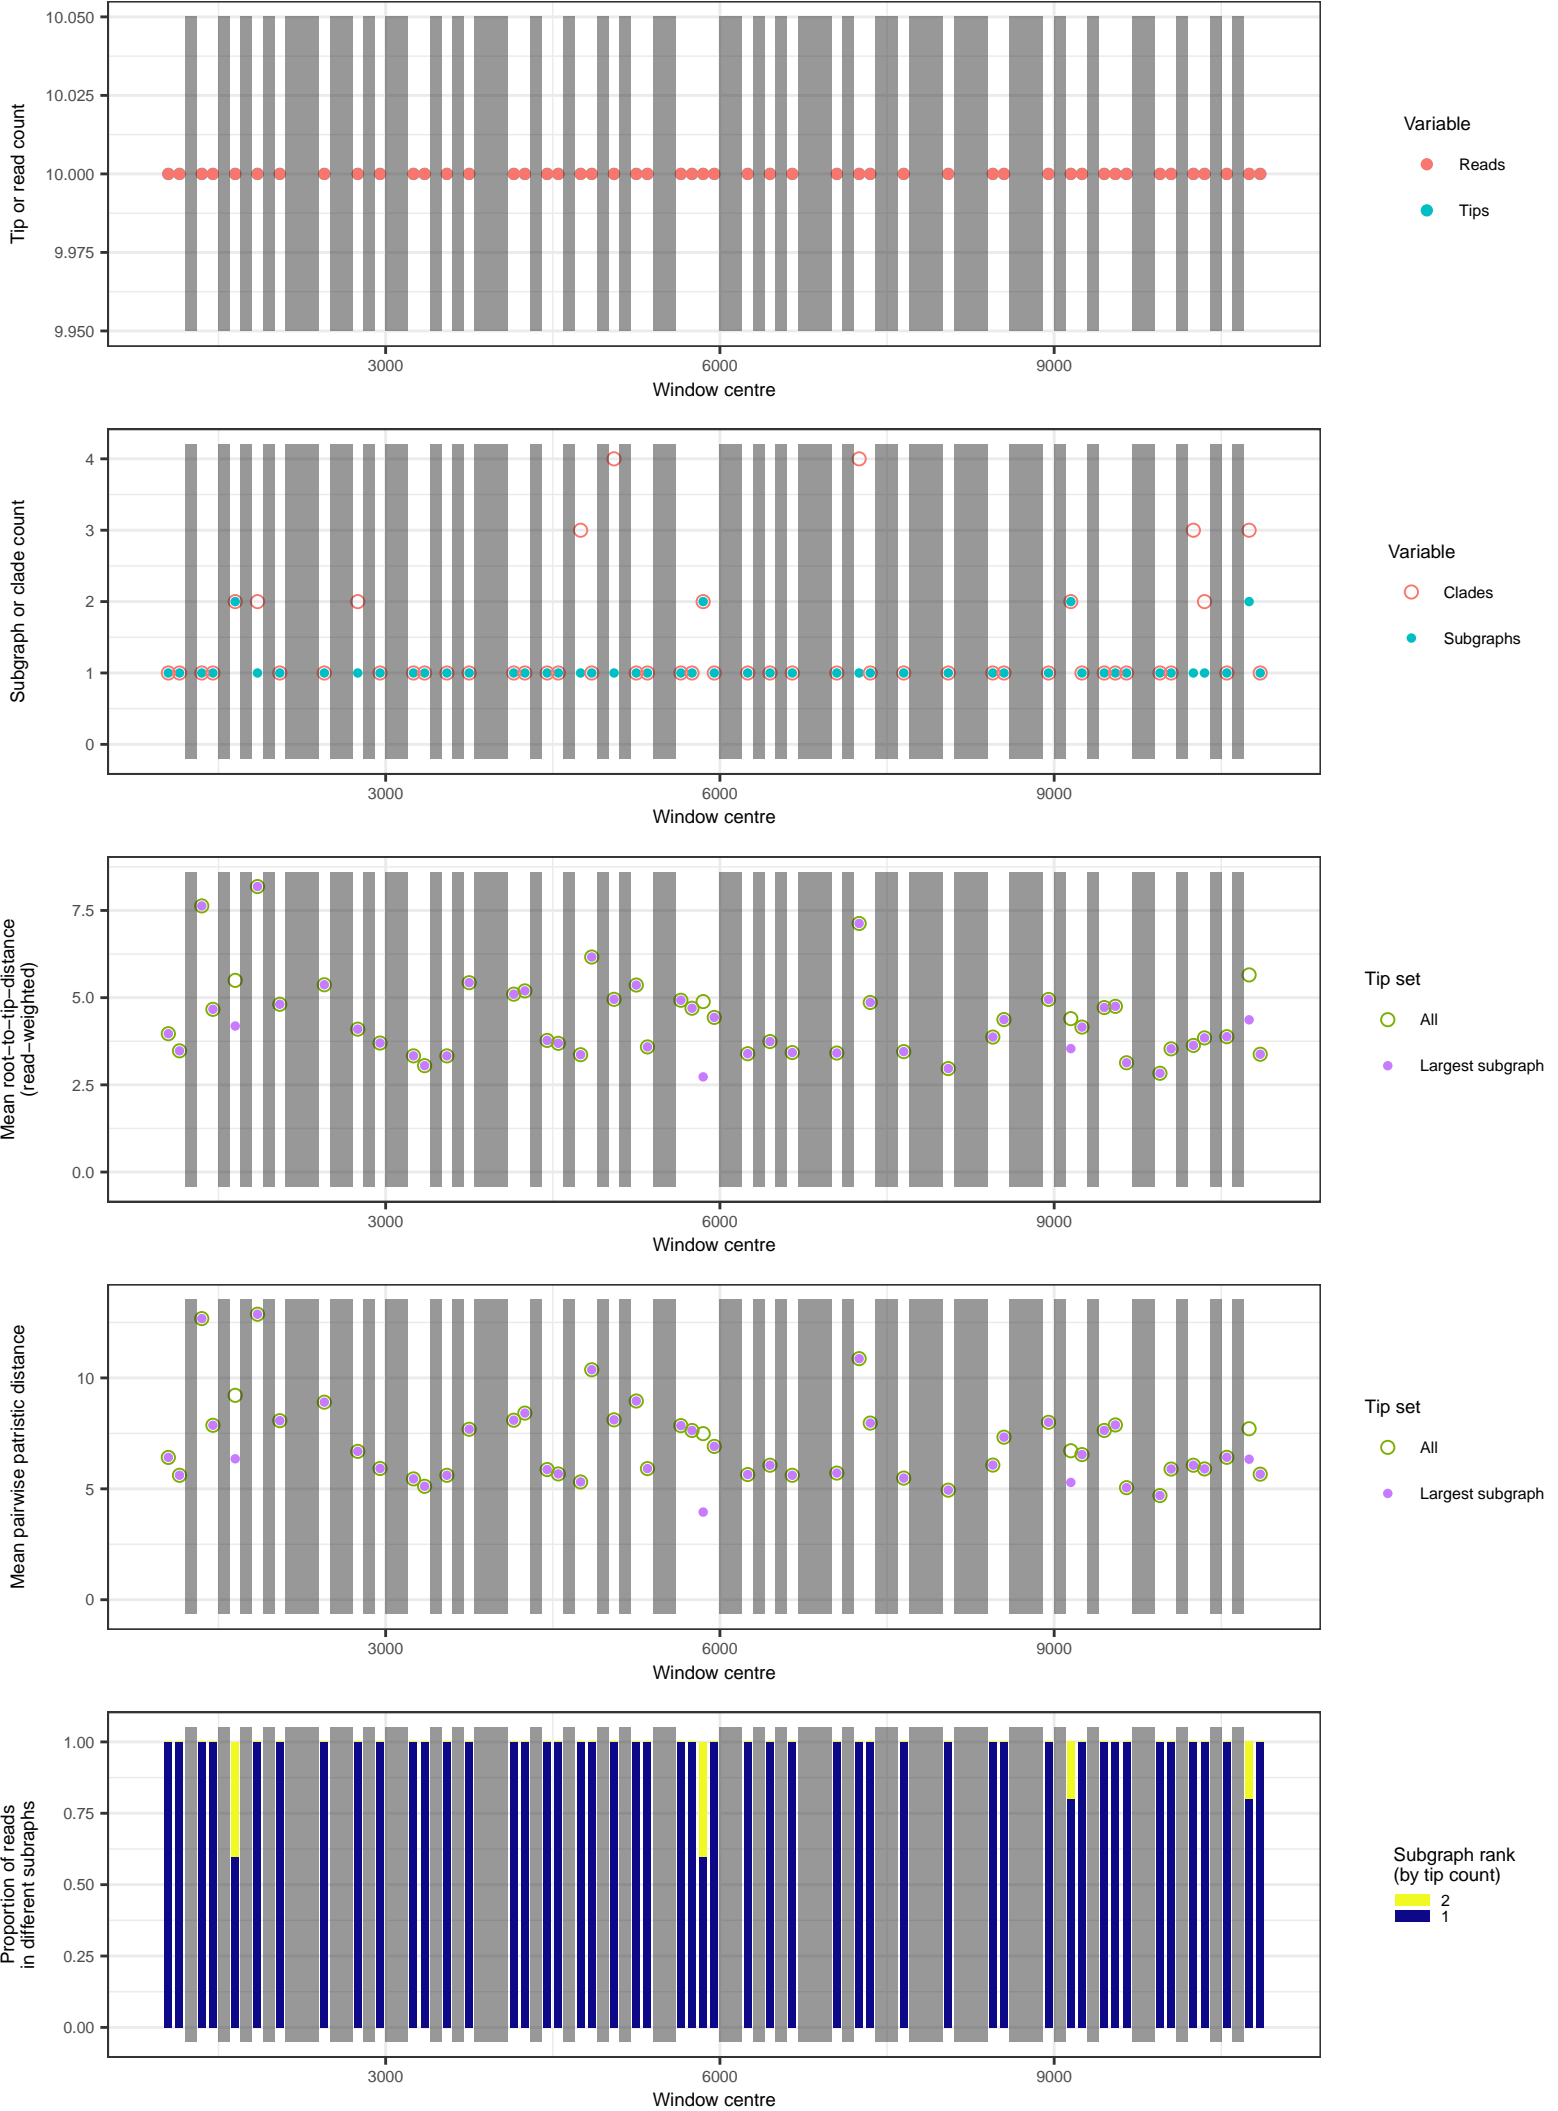 10.050
10.025
10.000
9.975
9.950
Tip or read count
3000
6000
9000
Window centre
Variable
Reads
Tips
4
3
2
1
0
Subgraph or clade count
3000
6000
9000
Window centre
Variable
Clades
Subgraphs
7.5
5.0
2.5
0.0
Mean root−to−tip−distance
(read−weighted)
3000
6000
9000
Window centre
Tip set
All
Largest subgraph
10
5
0
Mean pairwise patristic distance
3000
6000
9000
Window centre
Tip set
All
Largest subgraph
1.00
0.75
0.50
0.25
0.00
Proportion of reads
in different subraphs
3000
6000
9000
Window centre
Subgraph rank
(by tip count)
2
1